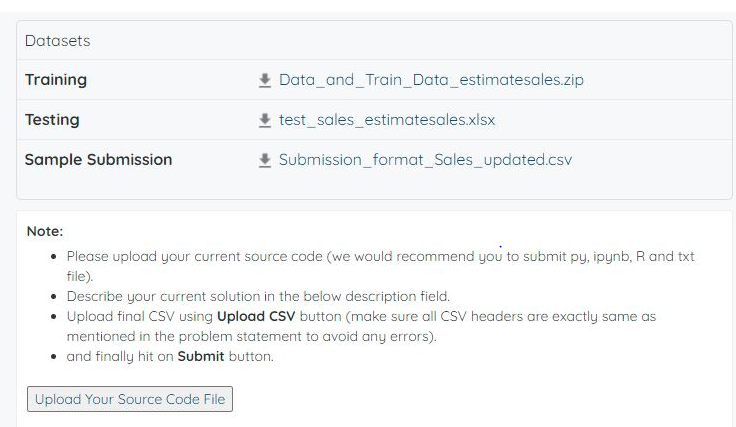 Datasets
Training Data_and_Train_Data_estimatesales.zip
Testing test_sales_estimatesales.xlsx
Sample Submission Submission_format_Sales_updated.csv
Note:
• Please upload your current source code (we would recommend you to submit py, ipynb, R and txt
file).
• Describe your current solution in the below description field.
• Upload final CSV using Upload CSV button (make sure all CSV headers are exactly same as
mentioned in the problem statement to avoid any errors).
• and finally hit on Submit button.
Upload Your Source Code File